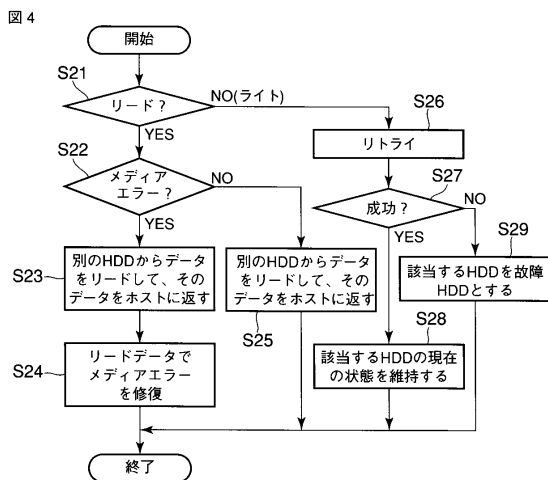 図4
開始
S21
リード？
NO(ライト)
YES
S26
リトライ
S22
メディア
エラー？
NO
YES
S27
成功？
NO
YES
S23
別のHDDからデータ
をリードして、その
データをホストに返す
別のHDDからデータ
をリードして、その
データをホストに返す
S25
S29
該当するHDDを故障
HDDとする
S24
リードデータで
メディアエラー
を修復
S28
該当するHDDの現在
の状態を維持する
終了